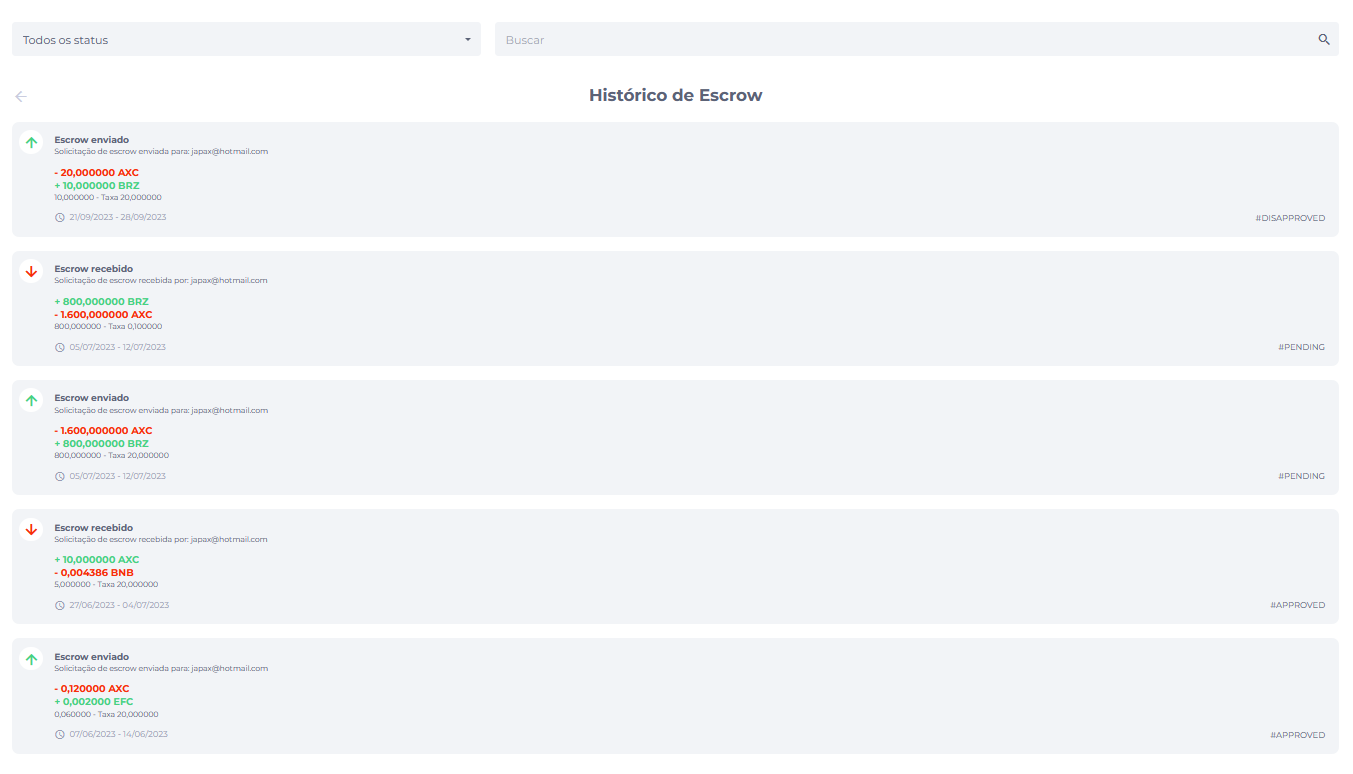 Todos os status
Buscar
Histórico de Escrow
Escrow enviado
Solicitação de escrow enviada para: japax@hotmail.com
- 20,000000 AXC
+ 10,000000 BRZ
10,000000 - Taxa 20,000000
21/09/2023 - 28/09/2023
#DISAPPROVED
Escrow recebido
Solicitação de escrow recebida por: japax@hotmail.com
+ 800,000000 BRZ
- 1.600,000000 AXC
800,000000 - Taxa 0,100000
05/07/2023 - 12/07/2023
#PENDING
Escrow enviado
Solicitação de escrow enviada para: japax@hotmail.com
- 1.600,000000 AXC
+ 800,000000 BRZ
800,000000 - Taxa 20,000000
05/07/2023 - 12/07/2023
#PENDING
Escrow recebido
Solicitação de escrow recebida por: japax@hotmail.com
+ 10,000000 AXC
- 0,004386 BNB
5,000000 - Taxa 20,000000
27/06/2023 - 04/07/2023
#APPROVED
Escrow enviado
Solicitação de escrow enviada para: japax@hotmail.com
- 0,120000 AXC
+ 0,002000 EFC
0,060000 - Taxa 20,000000
07/06/2023 - 14/06/2023
#APPROVED